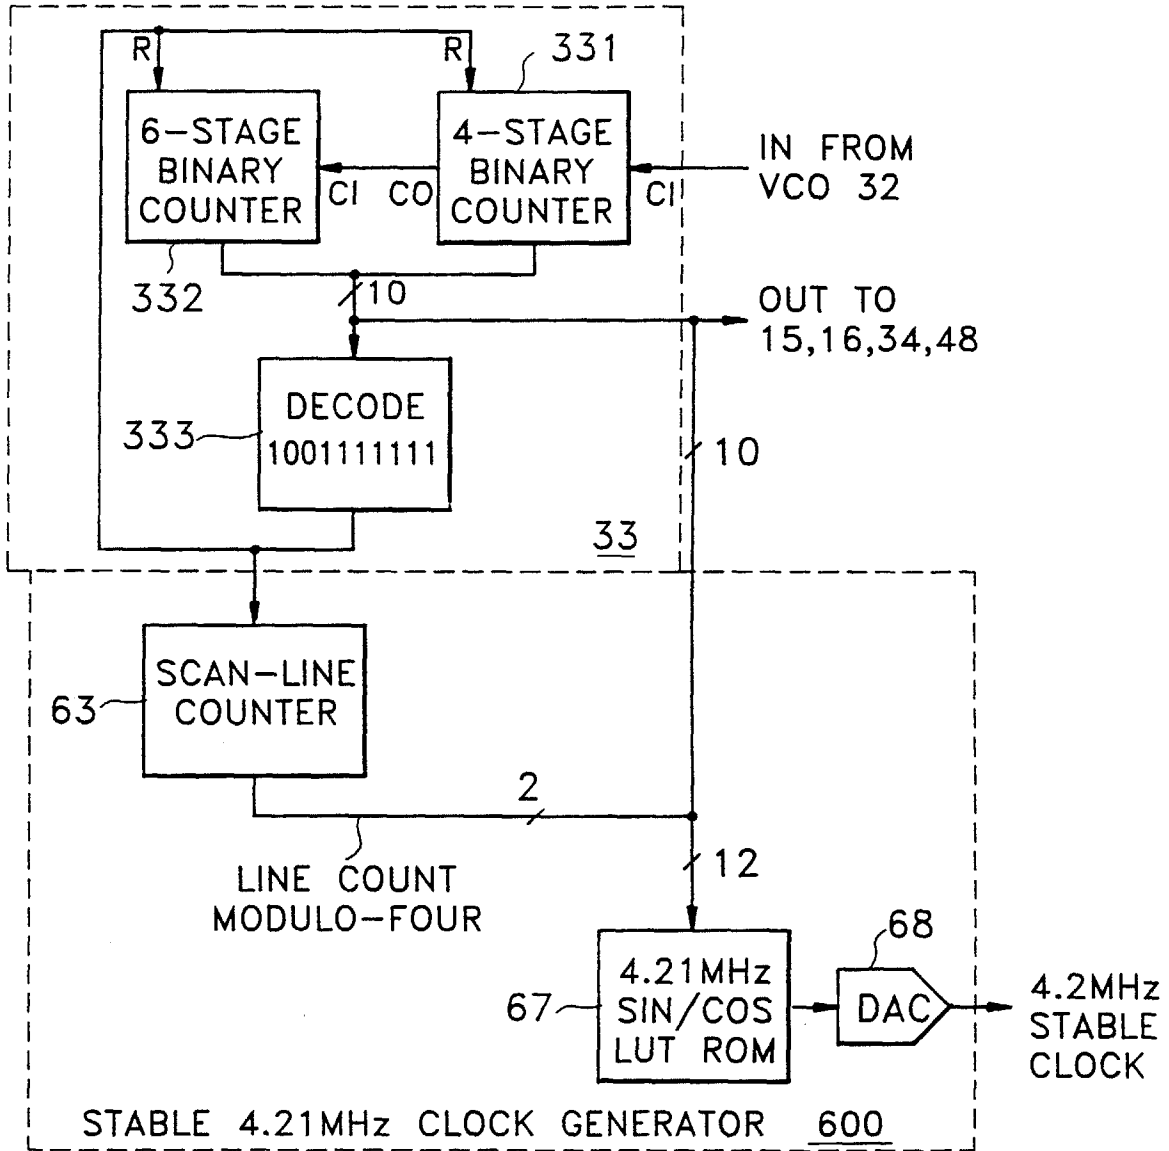 R
R
331
6-STAGE
BINARY
COUNTER
4-STAGE
BINARY
COUNTER
IN FROM
VCO 32
CI
CO
CI
332
10
OUT TO
15,16,34,48
DECODE
1001111111
333
10
33
SCAN-LINE
COUNTER
63
2
LINE COUNT
MODULO-FOUR
12
4.21MHz
SIN/COS
LUT ROM
67
68
DAC
4.2MHz
STABLE
CLOCK
STABLE 4.21MHz CLOCK GENERATOR 600